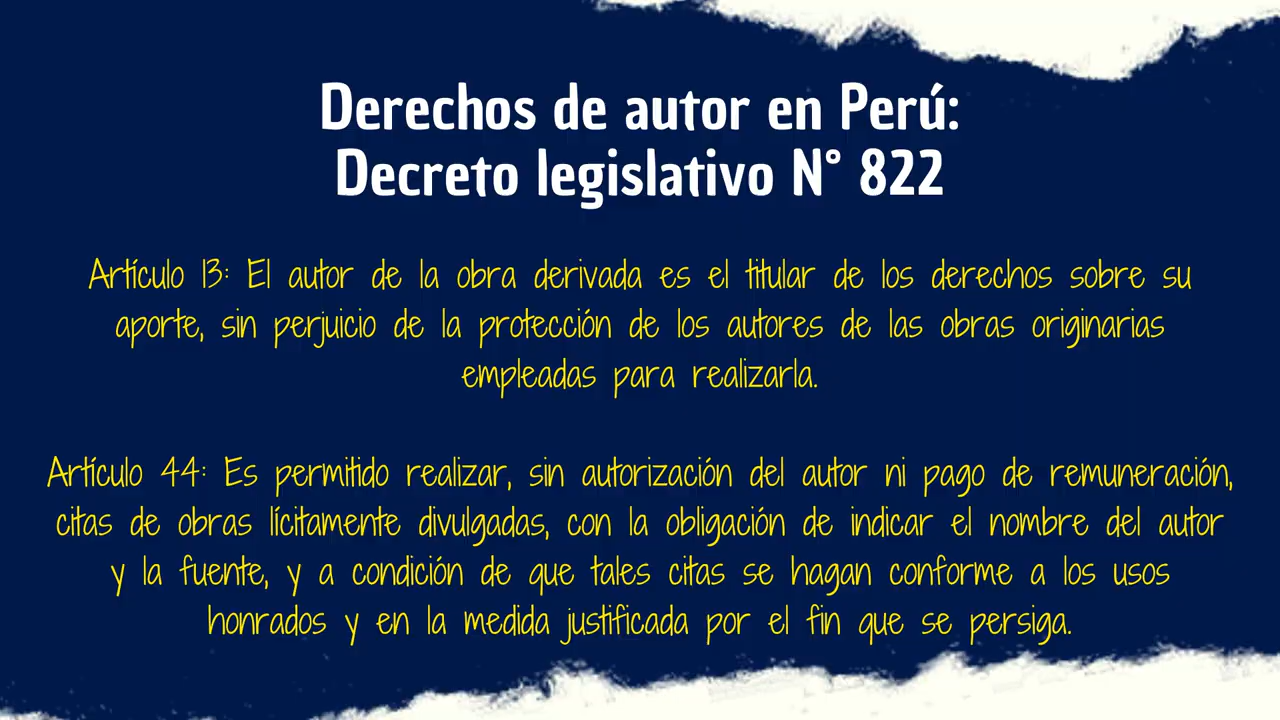 Derechos de autor en Perú:
Decreto legislativo N° 822
Artículo 13: El autor de la obra derivada es el titular de los derechos sobre su
aporte, sin perjuicio de la protección de los autores de las obras originarias
empleadas para realizarla.
Artículo 44: Es permitido realizar, sin autorización del autor ni pago de remuneración,
citas de obras lícitamente divulgadas, con la obligación de indicar el nombre del autor
y la fuente, y a condición de que tales citas se hagan conforme a los usos
honrados y en la medida justificada por el fin que se persiga.